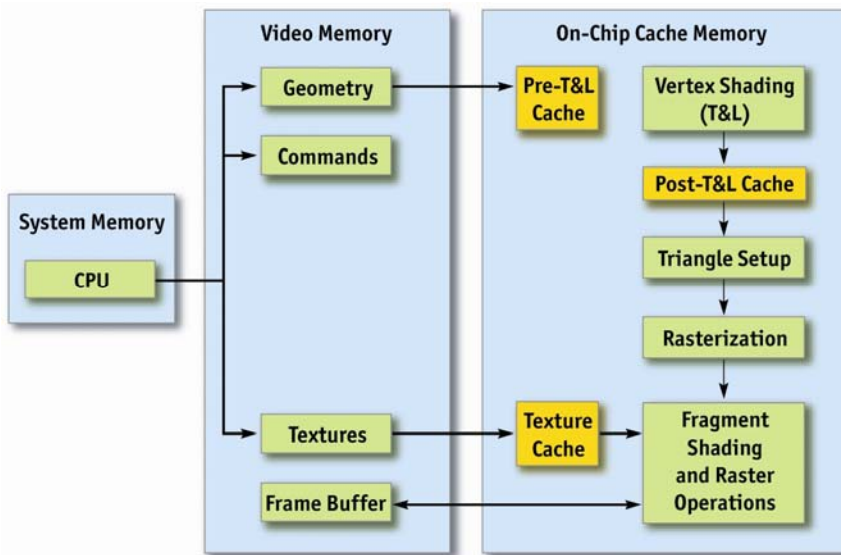 Video Memory
On-Chip Cache Memory
Geometry
Pre-T&L
Cache
Vertex Shading
(T&L)
Commands
Post-T&L Cache
System Memory
CPU
Triangle Setup
Rasterization
Textures
Texture
Cache
Fragment
Shading
and Raster
Operations
Frame Buffer